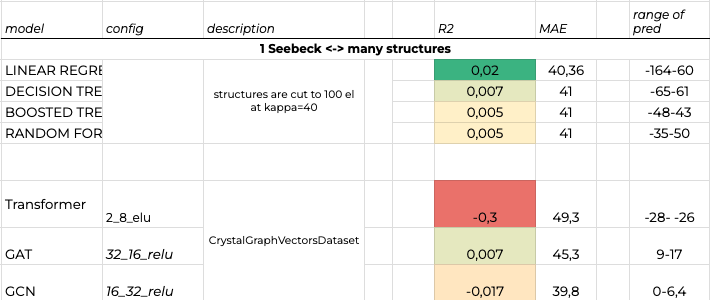 model config description R2 MAE range of pred
1 Seebeck <-> many structures
LINEAR REGRE 0,02 40,36 -164-60
structures are cut to 100 el at kappa=40
DECISION TRE 0,007 41 -65-61
BOOSTED TRE 0,005 41 -48-43
RANDOM FOR 0,005 41 -35-50
Transformer 2_8_elu -0,3 49,3 -28- -26
CrystalGraphVectorsDataset
GAT 32_16_relu 0,007 45,3 9-17
GCN 16_32_relu -0,017 39,8 0-6,4